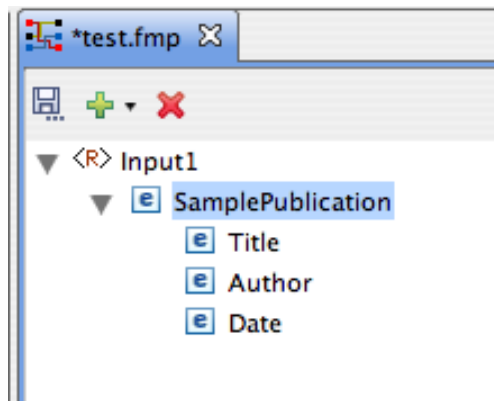 *test.fmp
<R> Input1
e SamplePublication
e Title
e Author
e Date